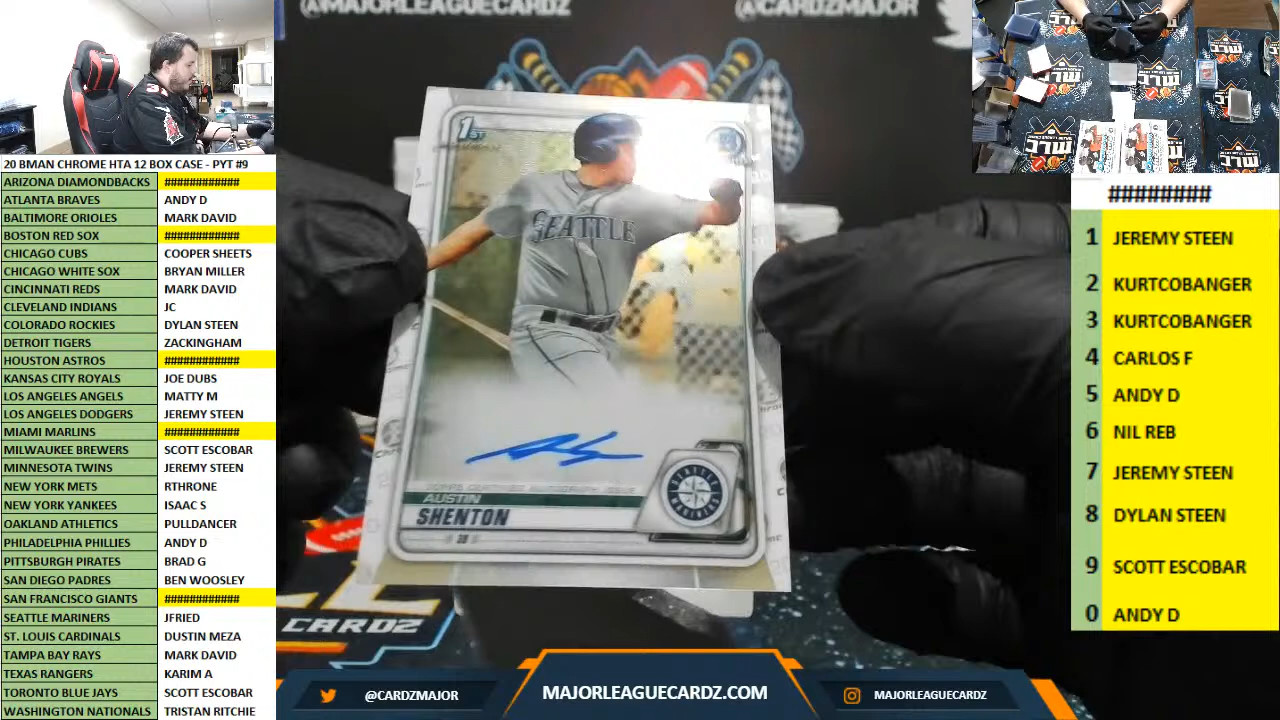 @MAJORLEAGUECARDZ
@CARDZMAJOR
20 BMAN CHROME HTA 12 BOX CASE - PYT #9
ARIZONA DIAMONDBACKS ############
ATLANTA BRAVES ANDY D
BALTIMORE ORIOLES MARK DAVID
BOSTON RED SOX ############
CHICAGO CUBS COOPER SHEETS
CHICAGO WHITE SOX BRYAN MILLER
CINCINNATI REDS MARK DAVID
CLEVELAND INDIANS JC
COLORADO ROCKIES DYLAN STEEN
DETROIT TIGERS ZACKINGHAM
HOUSTON ASTROS ############
KANSAS CITY ROYALS JOE DUBS
LOS ANGELES ANGELS MATTY M
LOS ANGELES DODGERS JEREMY STEEN
MIAMI MARLINS ############
MILWAUKEE BREWERS SCOTT ESCOBAR
MINNESOTA TWINS JEREMY STEEN
NEW YORK METS RTHRONE
NEW YORK YANKEES ISAAC S
OAKLAND ATHLETICS PULLDANCER
PHILADELPHIA PHILLIES ANDY D
PITTSBURGH PIRATES BRAD G
SAN DIEGO PADRES BEN WOOSLEY
SAN FRANCISCO GIANTS ############
SEATTLE MARINERS JFRIED
ST. LOUIS CARDINALS DUSTIN MEZA
TAMPA BAY RAYS MARK DAVID
TEXAS RANGERS KARIM A
TORONTO BLUE JAYS SCOTT ESCOBAR
WASHINGTON NATIONALS TRISTAN RITCHIE
1ST
SEATTLE
AUSTIN
SHENTON
3B
SEATTLE
MARINERS
CARDZ
########
1 JEREMY STEEN
2 KURTCOBANGER
3 KURTCOBANGER
4 CARLOS F
5 ANDY D
6 NIL REB
7 JEREMY STEEN
8 DYLAN STEEN
9 SCOTT ESCOBAR
0 ANDY D
@CARDZMAJOR
MAJORLEAGUECARDZ.COM
MAJORLEAGUECARDZ